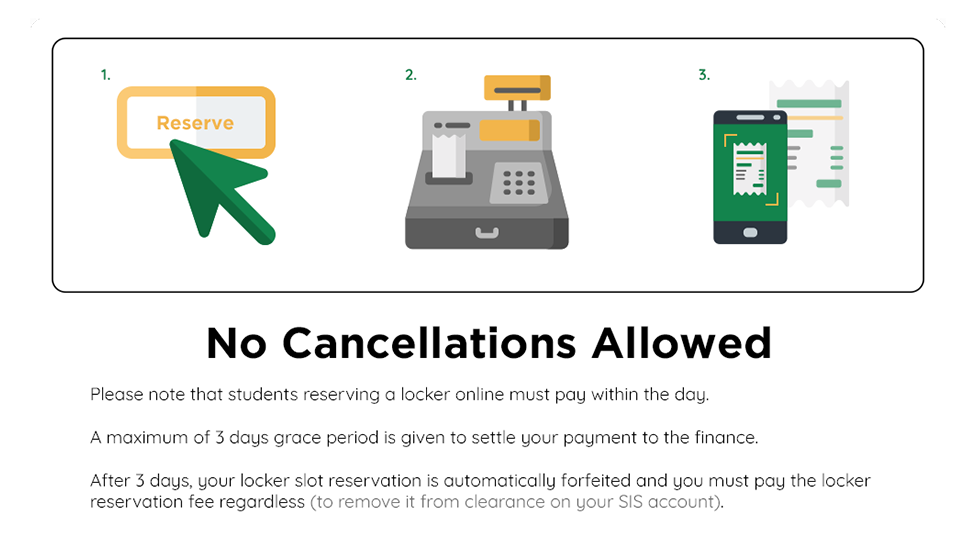 1.
2.
3.
Reserve
No Cancellations Allowed
Please note that students reserving a locker online must pay within the day.
A maximum of 3 days grace period is given to settle your payment to the finance.
After 3 days, your locker slot reservation is automatically forfeited and you must pay the locker
reservation fee regardless (to remove it from clearance on your SIS account).